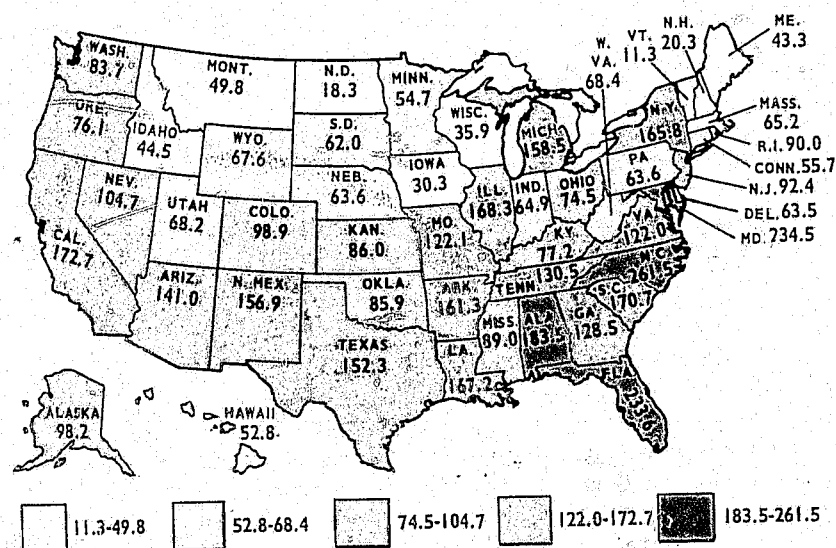 WASH.
83.7
ORE.
76.1
IDAHO
44.5
MONT.
49.8
WYO.
67.6
N.D.
18.3
S.D.
62.0
NEB.
63.6
MINN.
54.7
WISC.
35.9
IOWA
30.3
MICH.
158.5
W.
VA.
68.4
VT.
11.3
N.H.
20.3
ME.
43.3
N.Y.
165.8
MASS.
65.2
R.I. 90.0
CONN. 55.7
N.J. 92.4
DEL. 63.5
MD. 234.5
PA
63.6
NEV.
104.7
UTAH
68.2
COLO.
98.9
KAN.
86.0
MO.
122.1
ILL.
168.3
IND.
64.9
OHIO
74.5
KY.
77.2
VA.
122.0
N.C.
261.5
CAL.
172.7
ARIZ.
141.0
N. MEX.
156.9
OKLA.
85.9
ARK.
161.3
TENN.
130.5
S.C.
170.7
TEXAS
152.3
LA.
167.2
MISS.
89.0
ALA.
83.5
GA.
128.5
FLA.
ALASKA
98.2
HAWAII
52.8
11.3-49.8
52.8-68.4
74.5-104.7
122.0-172.7
183.5-261.5